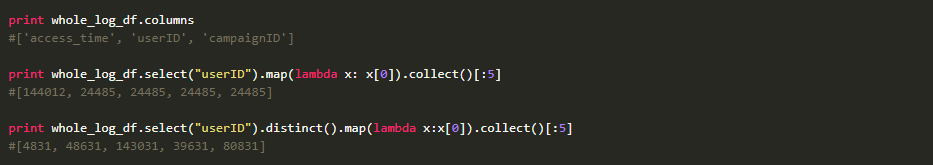 print whole_log_df.columns
#['access_time', 'userID', 'campaignID']
print whole_log_df.select("userID").map(lambda x: x[0]).collect()[:5]
#[144012, 24485, 24485, 24485, 24485]
print whole_log_df.select("userID").distinct().map(lambda x:x[0]).collect()[:5]
#[4831, 48631, 143031, 39631, 80831]